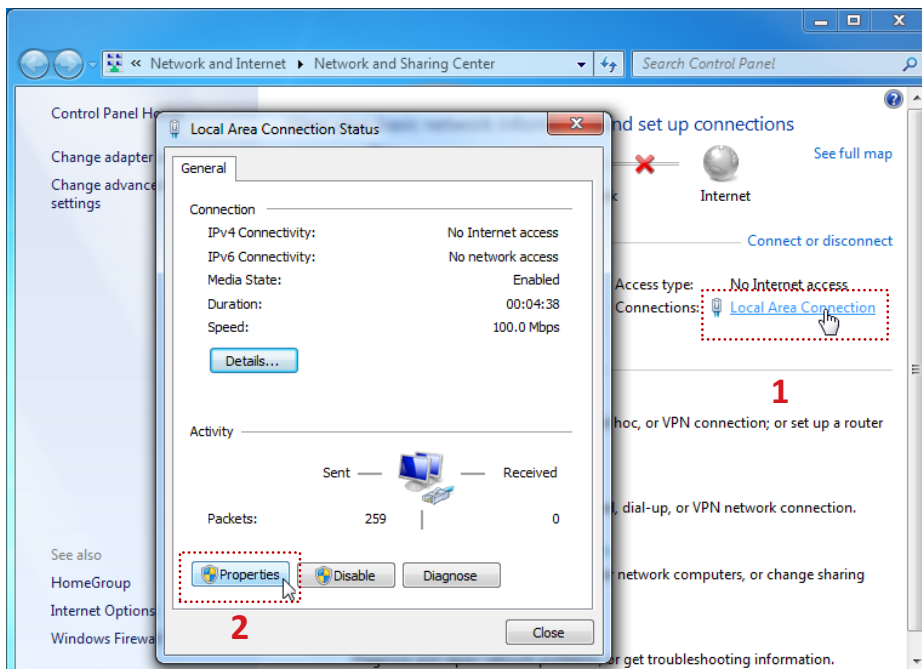 « Network and Internet Network and Sharing Center
Search Control Panel
Control Panel
Change adapter
Change advance
settings
nd set up connections
See full map
Internet
Connect or disconnect
Access type: No Internet access
Connections: Local Area Connection
1
hoc, or VPN connection; or set up a router
dial-up, or VPN network connection.
network computers, or change sharing
or get troubleshooting information.
See also
HomeGroup
Internet Options
Windows Firewa
Local Area Connection Status
General
Connection
IPv4 Connectivity: No Internet access
IPv6 Connectivity: No network access
Media State: Enabled
Duration: 00:04:38
Speed: 100.0 Mbps
Details...
Activity
Sent Received
Packets: 259 0
Properties Disable Diagnose
2
Close